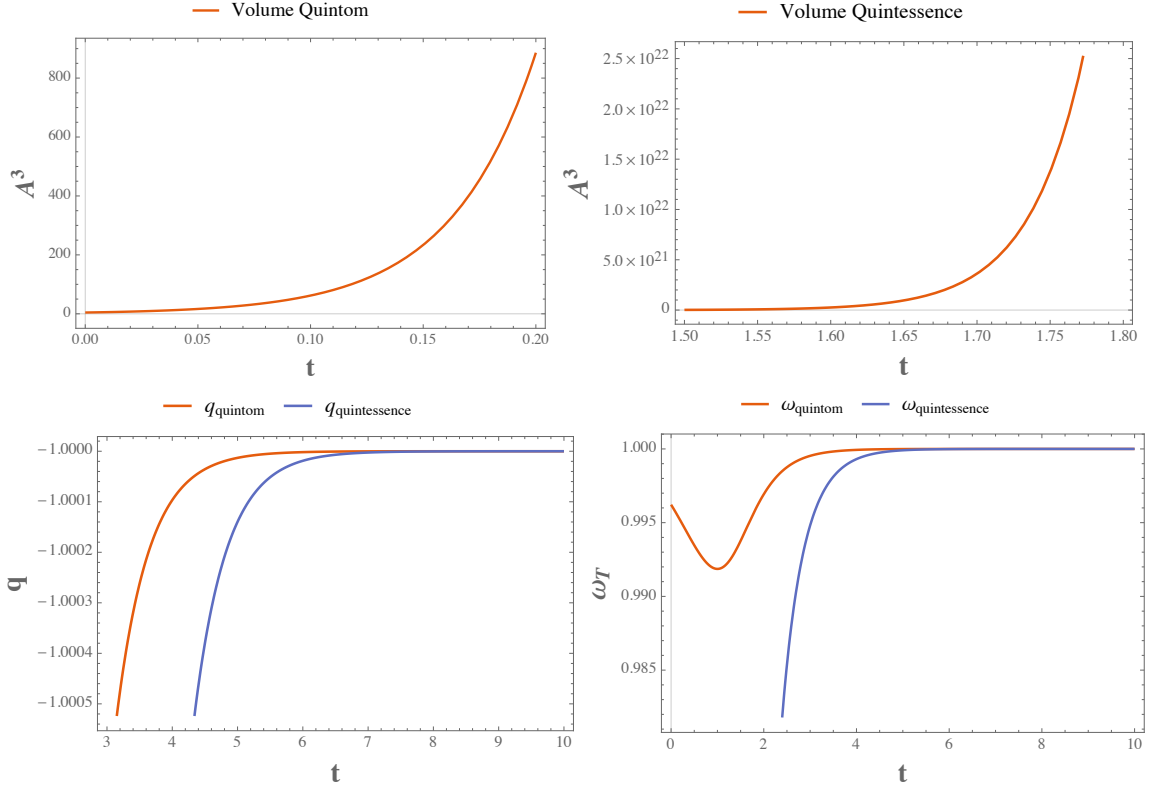 Volume Quintom
800
600
400
200
0
0.00 0.05 0.10 0.15 0.20
A³
t
Volume Quintessence
2.5×10²²
2.0×10²²
1.5×10²²
1.0×10²²
5.0×10²¹
0
1.50 1.55 1.60 1.65 1.70 1.75 1.80
A³
t
q_quintom q_quintessence
−1.0000
−1.0001
−1.0002
−1.0003
−1.0004
−1.0005
3 4 5 6 7 8 9 10
q
t
ω_quintom ω_quintessence
1.000
0.995
0.990
0.985
0 2 4 6 8 10
ω_T
t